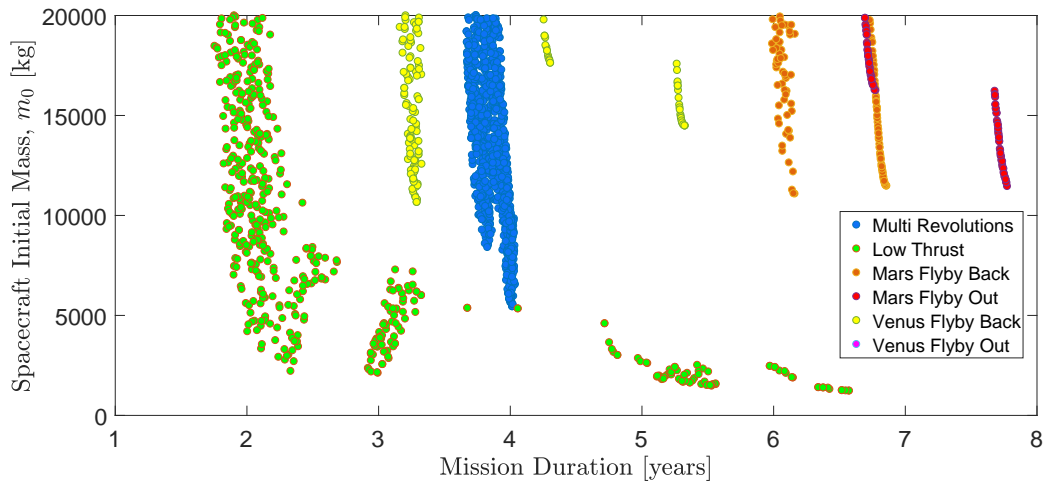 Spacecraft Initial Mass, m₀ [kg]
20000
15000
10000
5000
0
Multi Revolutions
Low Thrust
Mars Flyby Back
Mars Flyby Out
Venus Flyby Back
Venus Flyby Out
1 2 3 4 5 6 7 8
Mission Duration [years]